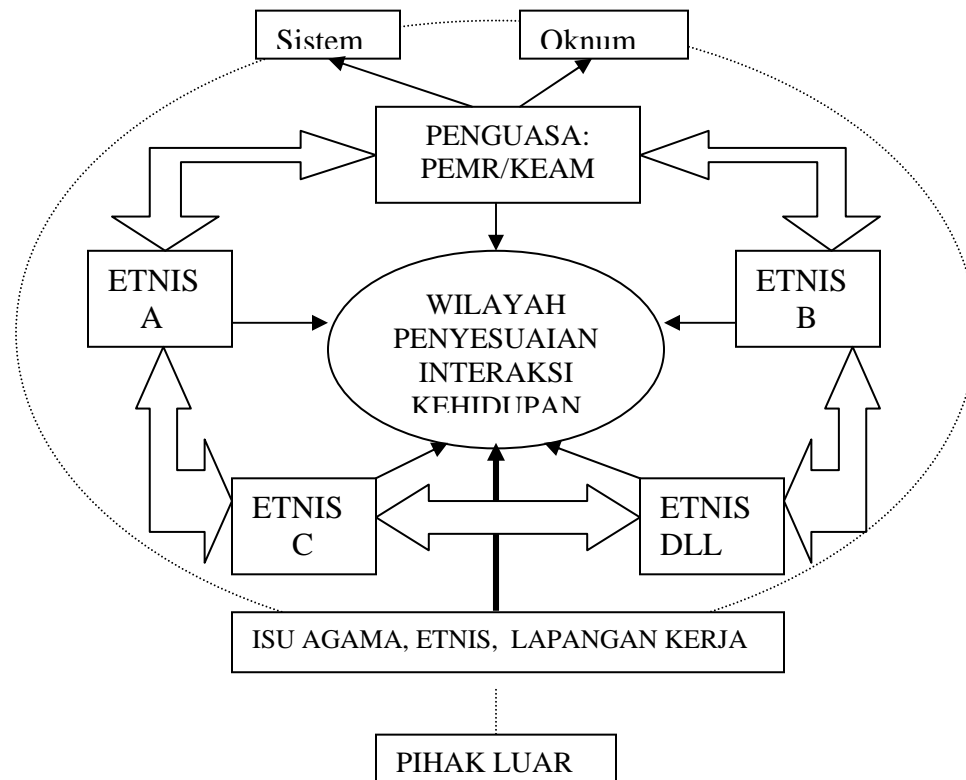 Sistem
Oknum
PENGUASA:
PEMR/KEAM
ETNIS
A
ETNIS
B
WILAYAH
PENYESUAIAN
INTERAKSI
KEHIDUPAN
ETNIS
C
ETNIS
DLL
ISU AGAMA, ETNIS, LAPANGAN KERJA
PIHAK LUAR